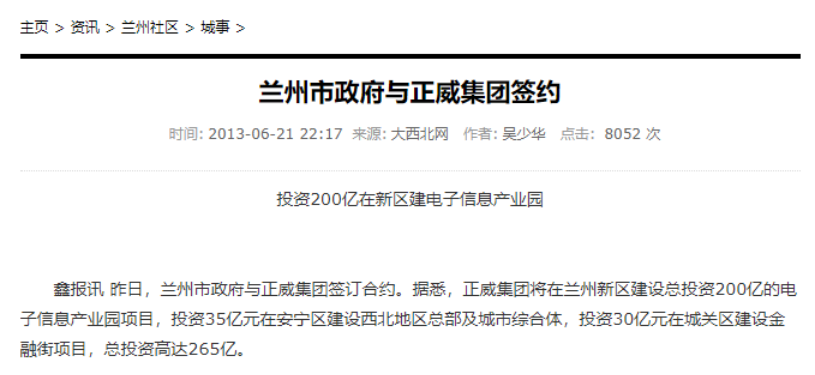 主页 > 资讯 > 兰州社区 > 城事 >
兰州市政府与正威集团签约
时间: 2013-06-21 22:17 来源: 大西北网 作者: 吴少华 点击: 8052 次
投资200亿在新区建电子信息产业园
鑫报讯 昨日，兰州市政府与正威集团签订合约。据悉，正威集团将在兰州新区建设总投资200亿的电
子信息产业园项目，投资35亿元在安宁区建设西北地区总部及城市综合体，投资30亿元在城关区建设金
融街项目，总投资高达265亿。